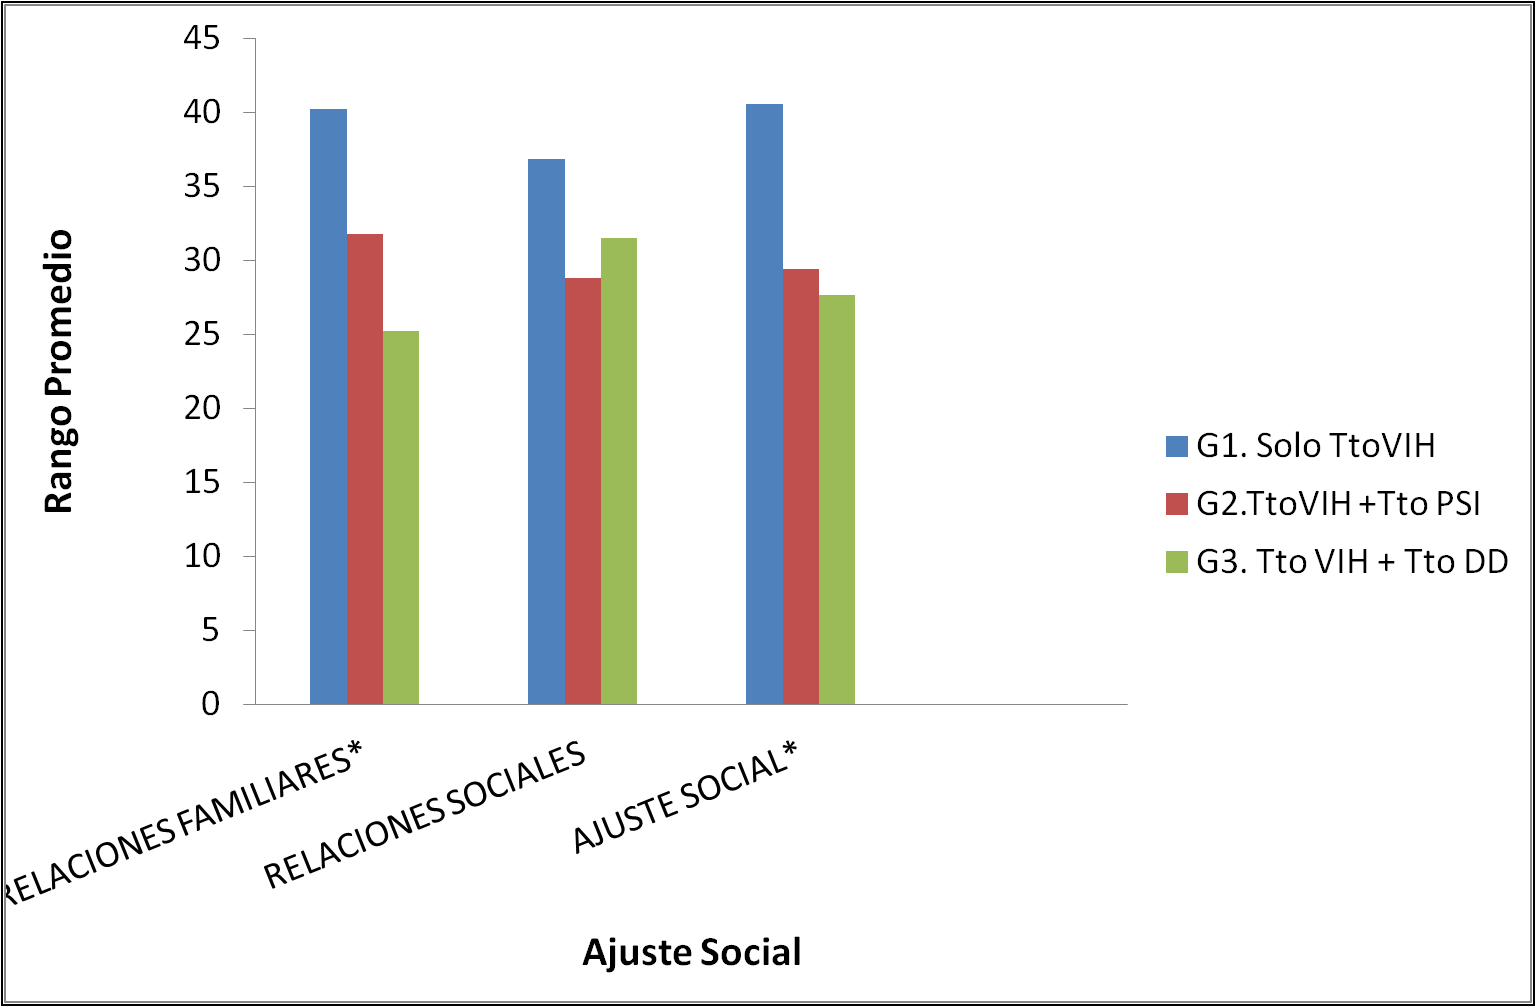 45
40
35
30
25
20
15
10
5
0
Rango Promedio
RELACIONES FAMILIARES*
RELACIONES SOCIALES
AJUSTE SOCIAL*
Ajuste Social
G1. Solo TtoVIH
G2.TtoVIH +Tto PSI
G3. Tto VIH + Tto DD